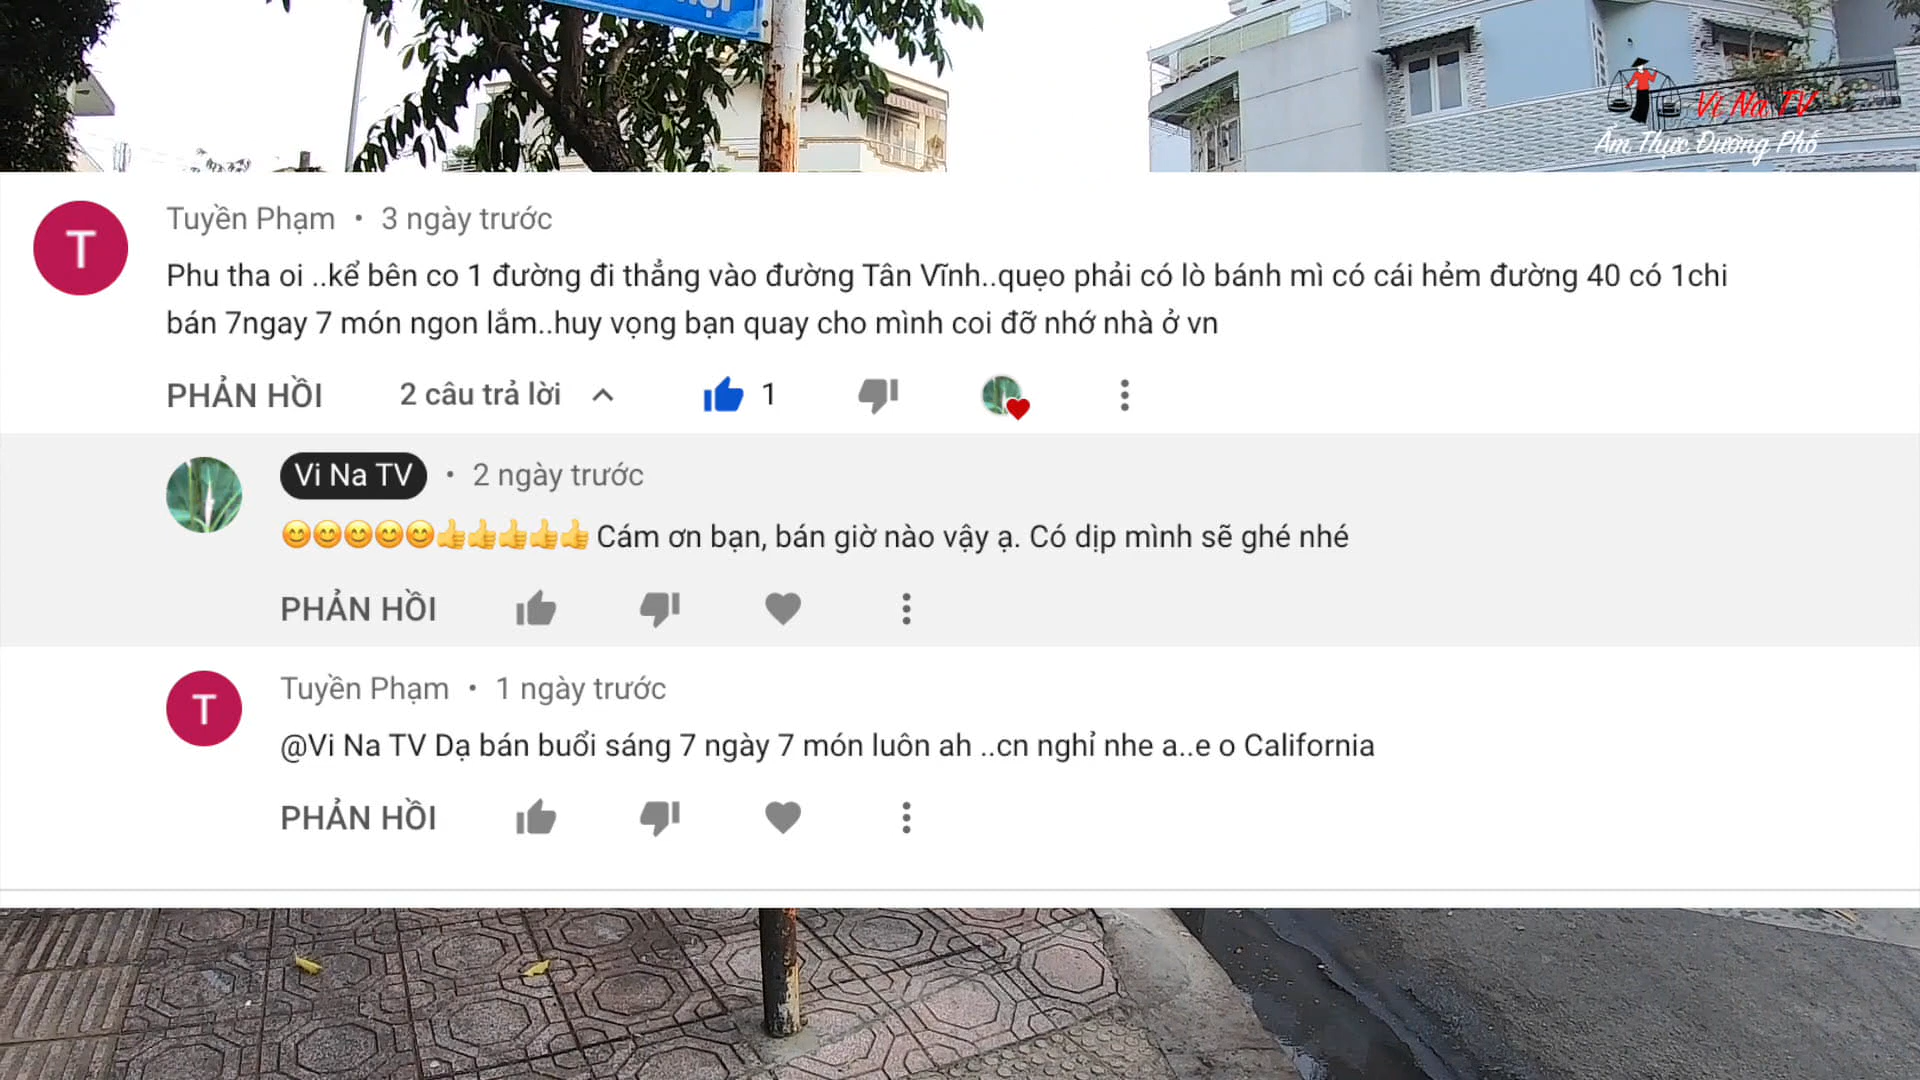 Vi Na TV
Ẩm Thực Đường Phố
T
Tuyền Phạm • 3 ngày trước
Phu tha oi ..kể bên co 1 đường đi thẳng vào đường Tân Vĩnh..quẹo phải có lò bánh mì có cái hẻm đường 40 có 1chi
bán 7ngay 7 món ngon lắm..huy vọng bạn quay cho mình coi đỡ nhớ nhà ở vn
PHẢN HỒI 2 câu trả lời 1
Vi Na TV • 2 ngày trước
😊😊😊😊😊👍👍👍👍👍 Cám ơn bạn, bán giờ nào vậy ạ. Có dịp mình sẽ ghé nhé
PHẢN HỒI
T
Tuyền Phạm • 1 ngày trước
@Vi Na TV Dạ bán buổi sáng 7 ngày 7 món luôn ah ..cn nghỉ nhe a..e o California
PHẢN HỒI